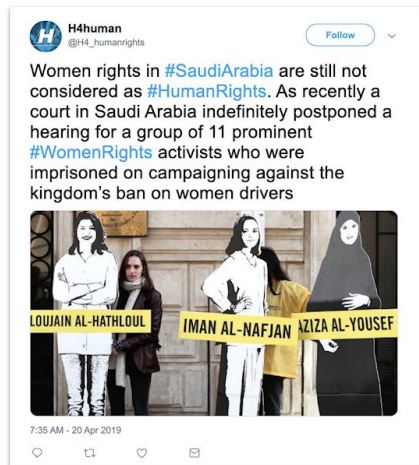 H4human
@H4_humanrights
Follow
Women rights in #SaudiArabia are still not
considered as #HumanRights. As recently a
court in Saudi Arabia indefinitely postponed a
hearing for a group of 11 prominent
#WomenRights activists who were
imprisoned on campaigning against the
kingdom's ban on women drivers
LOUJAIN AL-HATHLOUL
IMAN AL-NAFJAN
AZIZA AL-YOUSEF
7:35 AM - 20 Apr 2019